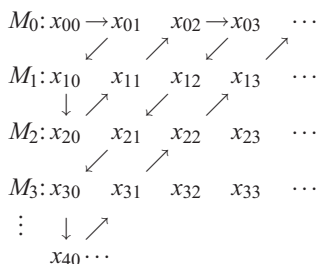 M₀: x₀₀ → x₀₁ x₀₂ → x₀₃ ⋯
↙ ↗ ↙ ↗
M₁: x₁₀ x₁₁ x₁₂ x₁₃ ⋯
↓ ↗ ↙ ↗
M₂: x₂₀ x₂₁ x₂₂ x₂₃ ⋯
↙ ↗
M₃: x₃₀ x₃₁ x₃₂ x₃₃ ⋯
⋮ ↓ ↗
x₄₀ ⋯